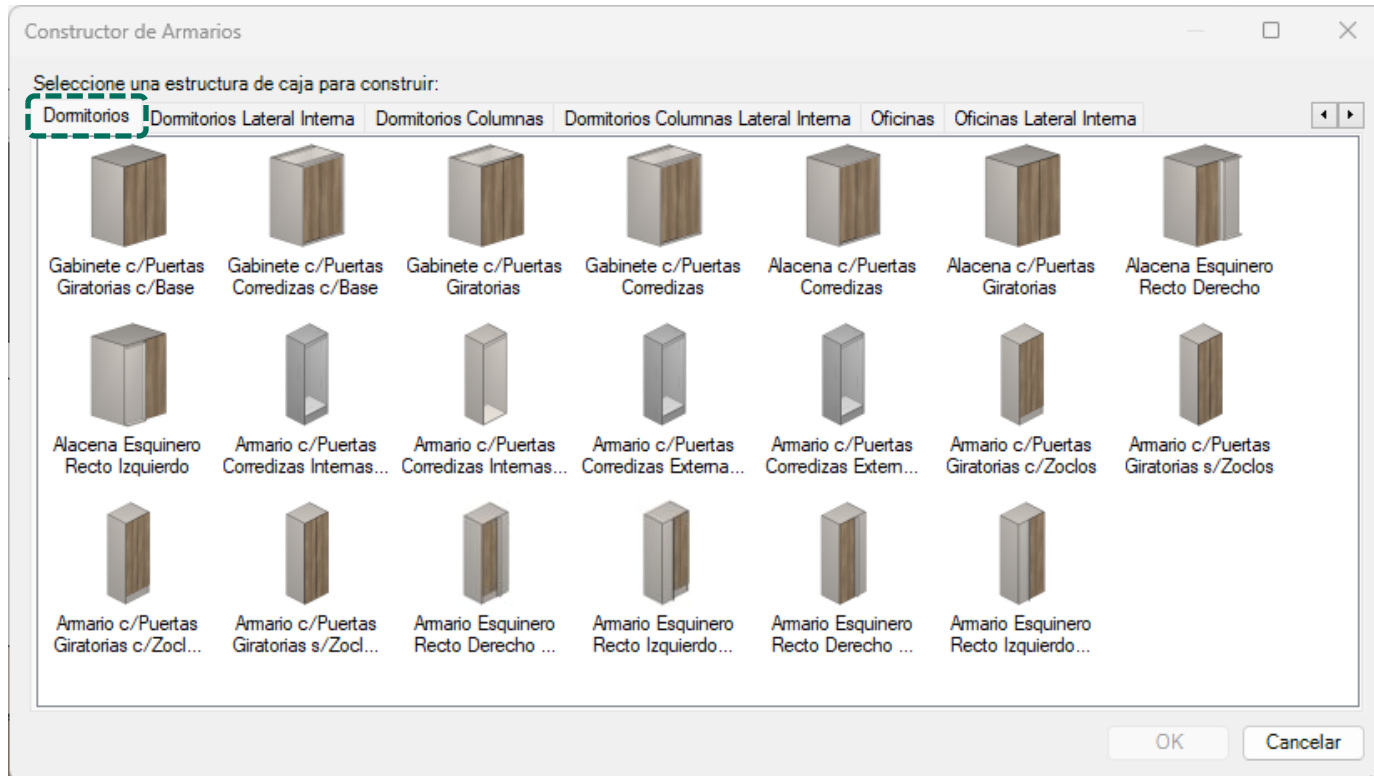 Constructor de Armarios
Seleccione una estructura de caja para construir:
Dormitorios Dormitorios Lateral Interna Dormitorios Columnas Dormitorios Columnas Lateral Interna Oficinas Oficinas Lateral Interna
Gabinete c/Puertas Gabinete c/Puertas Gabinete c/Puertas Gabinete c/Puertas Alacena c/Puertas Alacena c/Puertas Alacena Esquinero
Giratorias c/Base Corredizas c/Base Giratorias Corredizas Corredizas Giratorias Recto Derecho
Alacena Esquinero Armario c/Puertas Armario c/Puertas Armario c/Puertas Armario c/Puertas Armario c/Puertas Armario c/Puertas
Recto Izquierdo Corredizas Internas... Corredizas Internas... Corredizas Externa... Corredizas Extern... Giratorias c/Zoclos Giratorias s/Zoclos
Armario c/Puertas Armario c/Puertas Armario Esquinero Armario Esquinero Armario Esquinero Armario Esquinero
Giratorias c/Zocl... Giratorias s/Zocl... Recto Derecho ... Recto Izquierdo... Recto Derecho ... Recto Izquierdo...
OK Cancelar